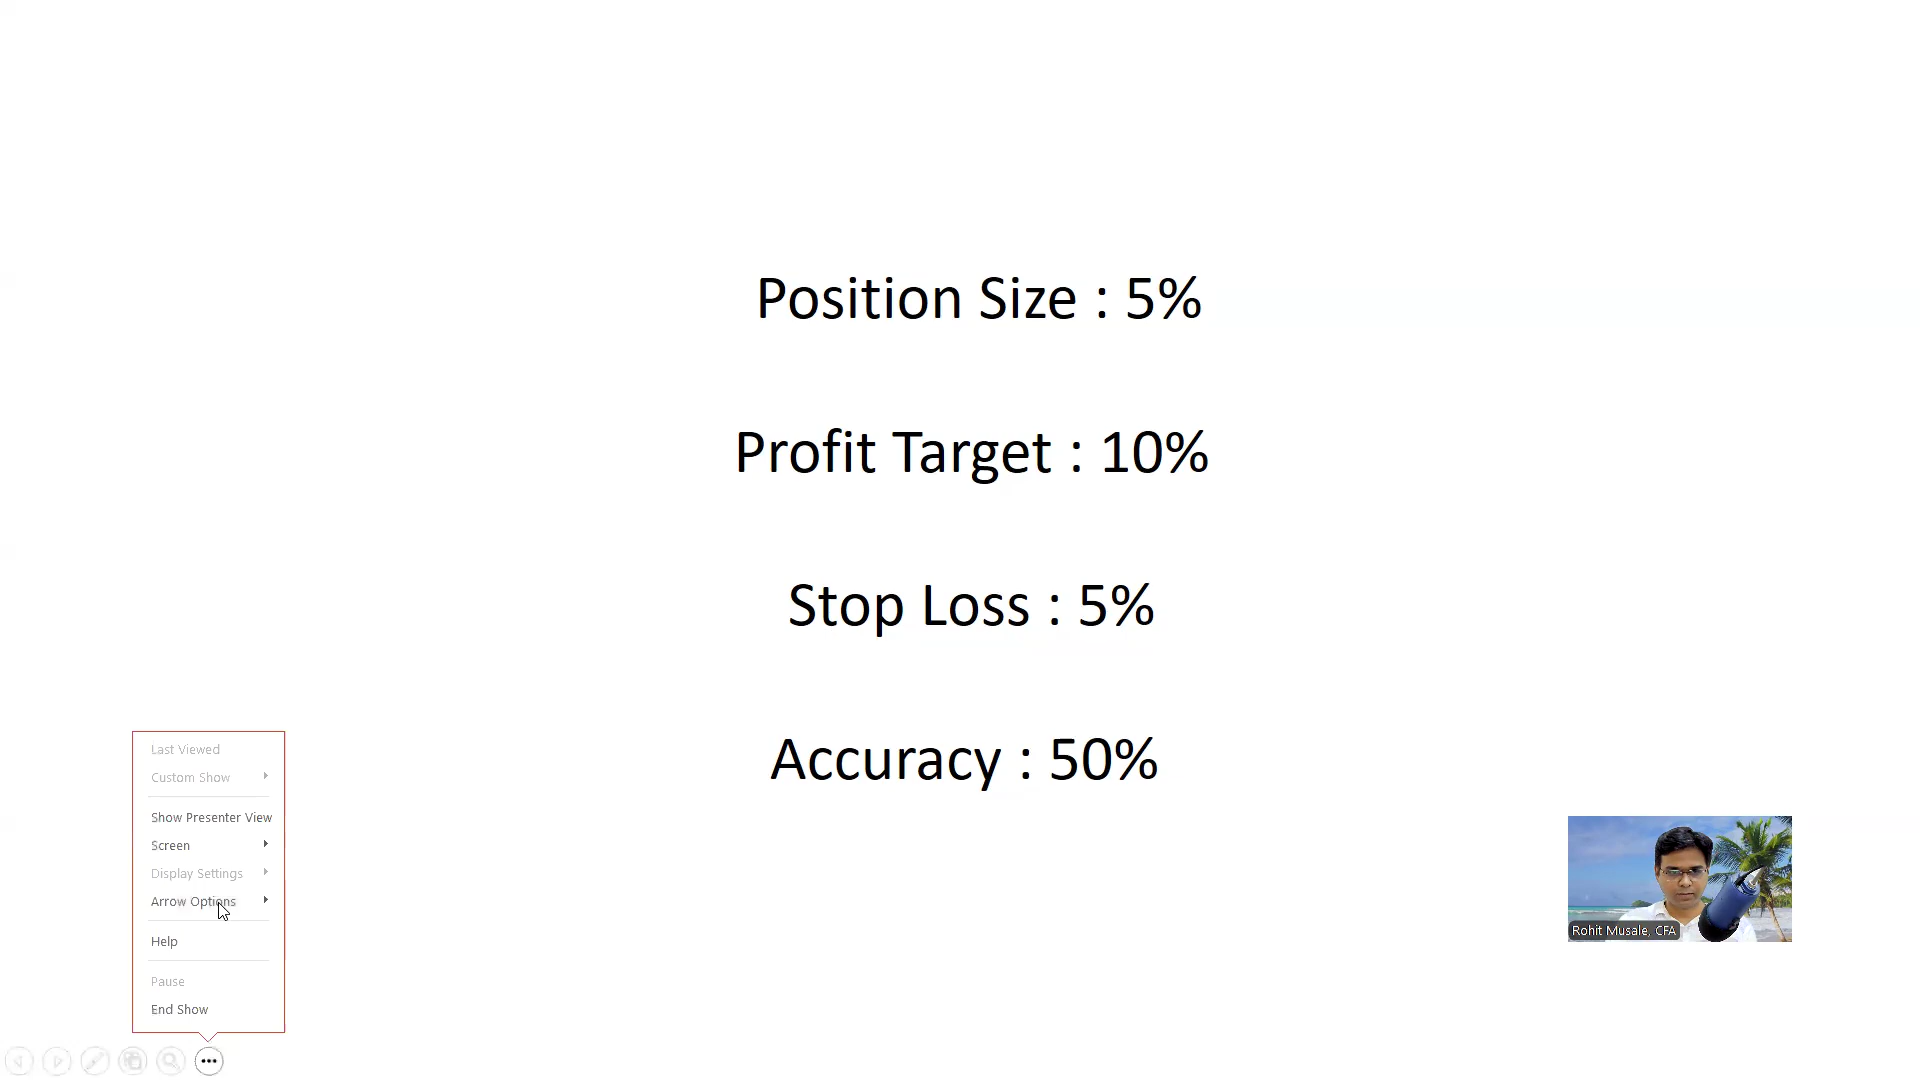 Position Size : 5%
Profit Target : 10%
Stop Loss : 5%
Accuracy : 50%
Last Viewed
Custom Show
Show Presenter View
Screen
Display Settings
Arrow Options
Help
Pause
End Show
Rohit Musale, CFA